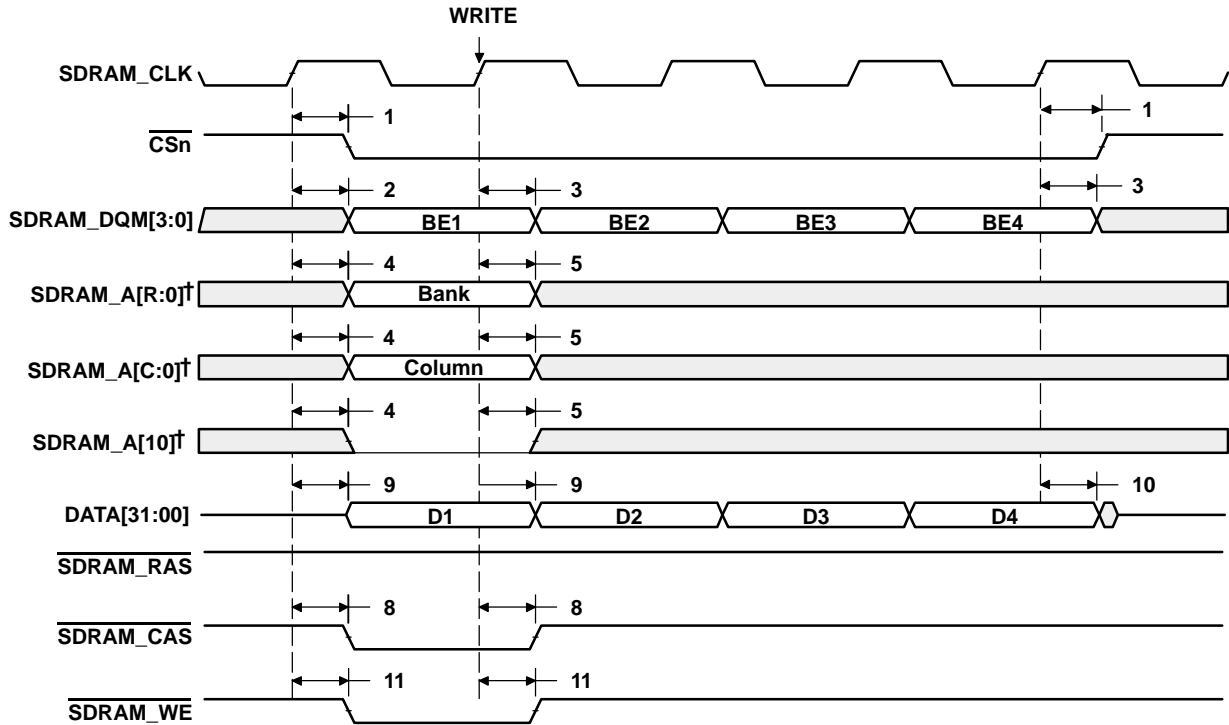 WRITE
SDRAM_CLK
1 1
CSn
2 3 3
SDRAM_DQM[3:0] BE1 BE2 BE3 BE4
4 5
SDRAM_A[R:0]† Bank
4 5
SDRAM_A[C:0]† Column
4 5
SDRAM_A[10]†
9 9 10
DATA[31:00] D1 D2 D3 D4
SDRAM_RAS
8 8
SDRAM_CAS
11 11
SDRAM_WE